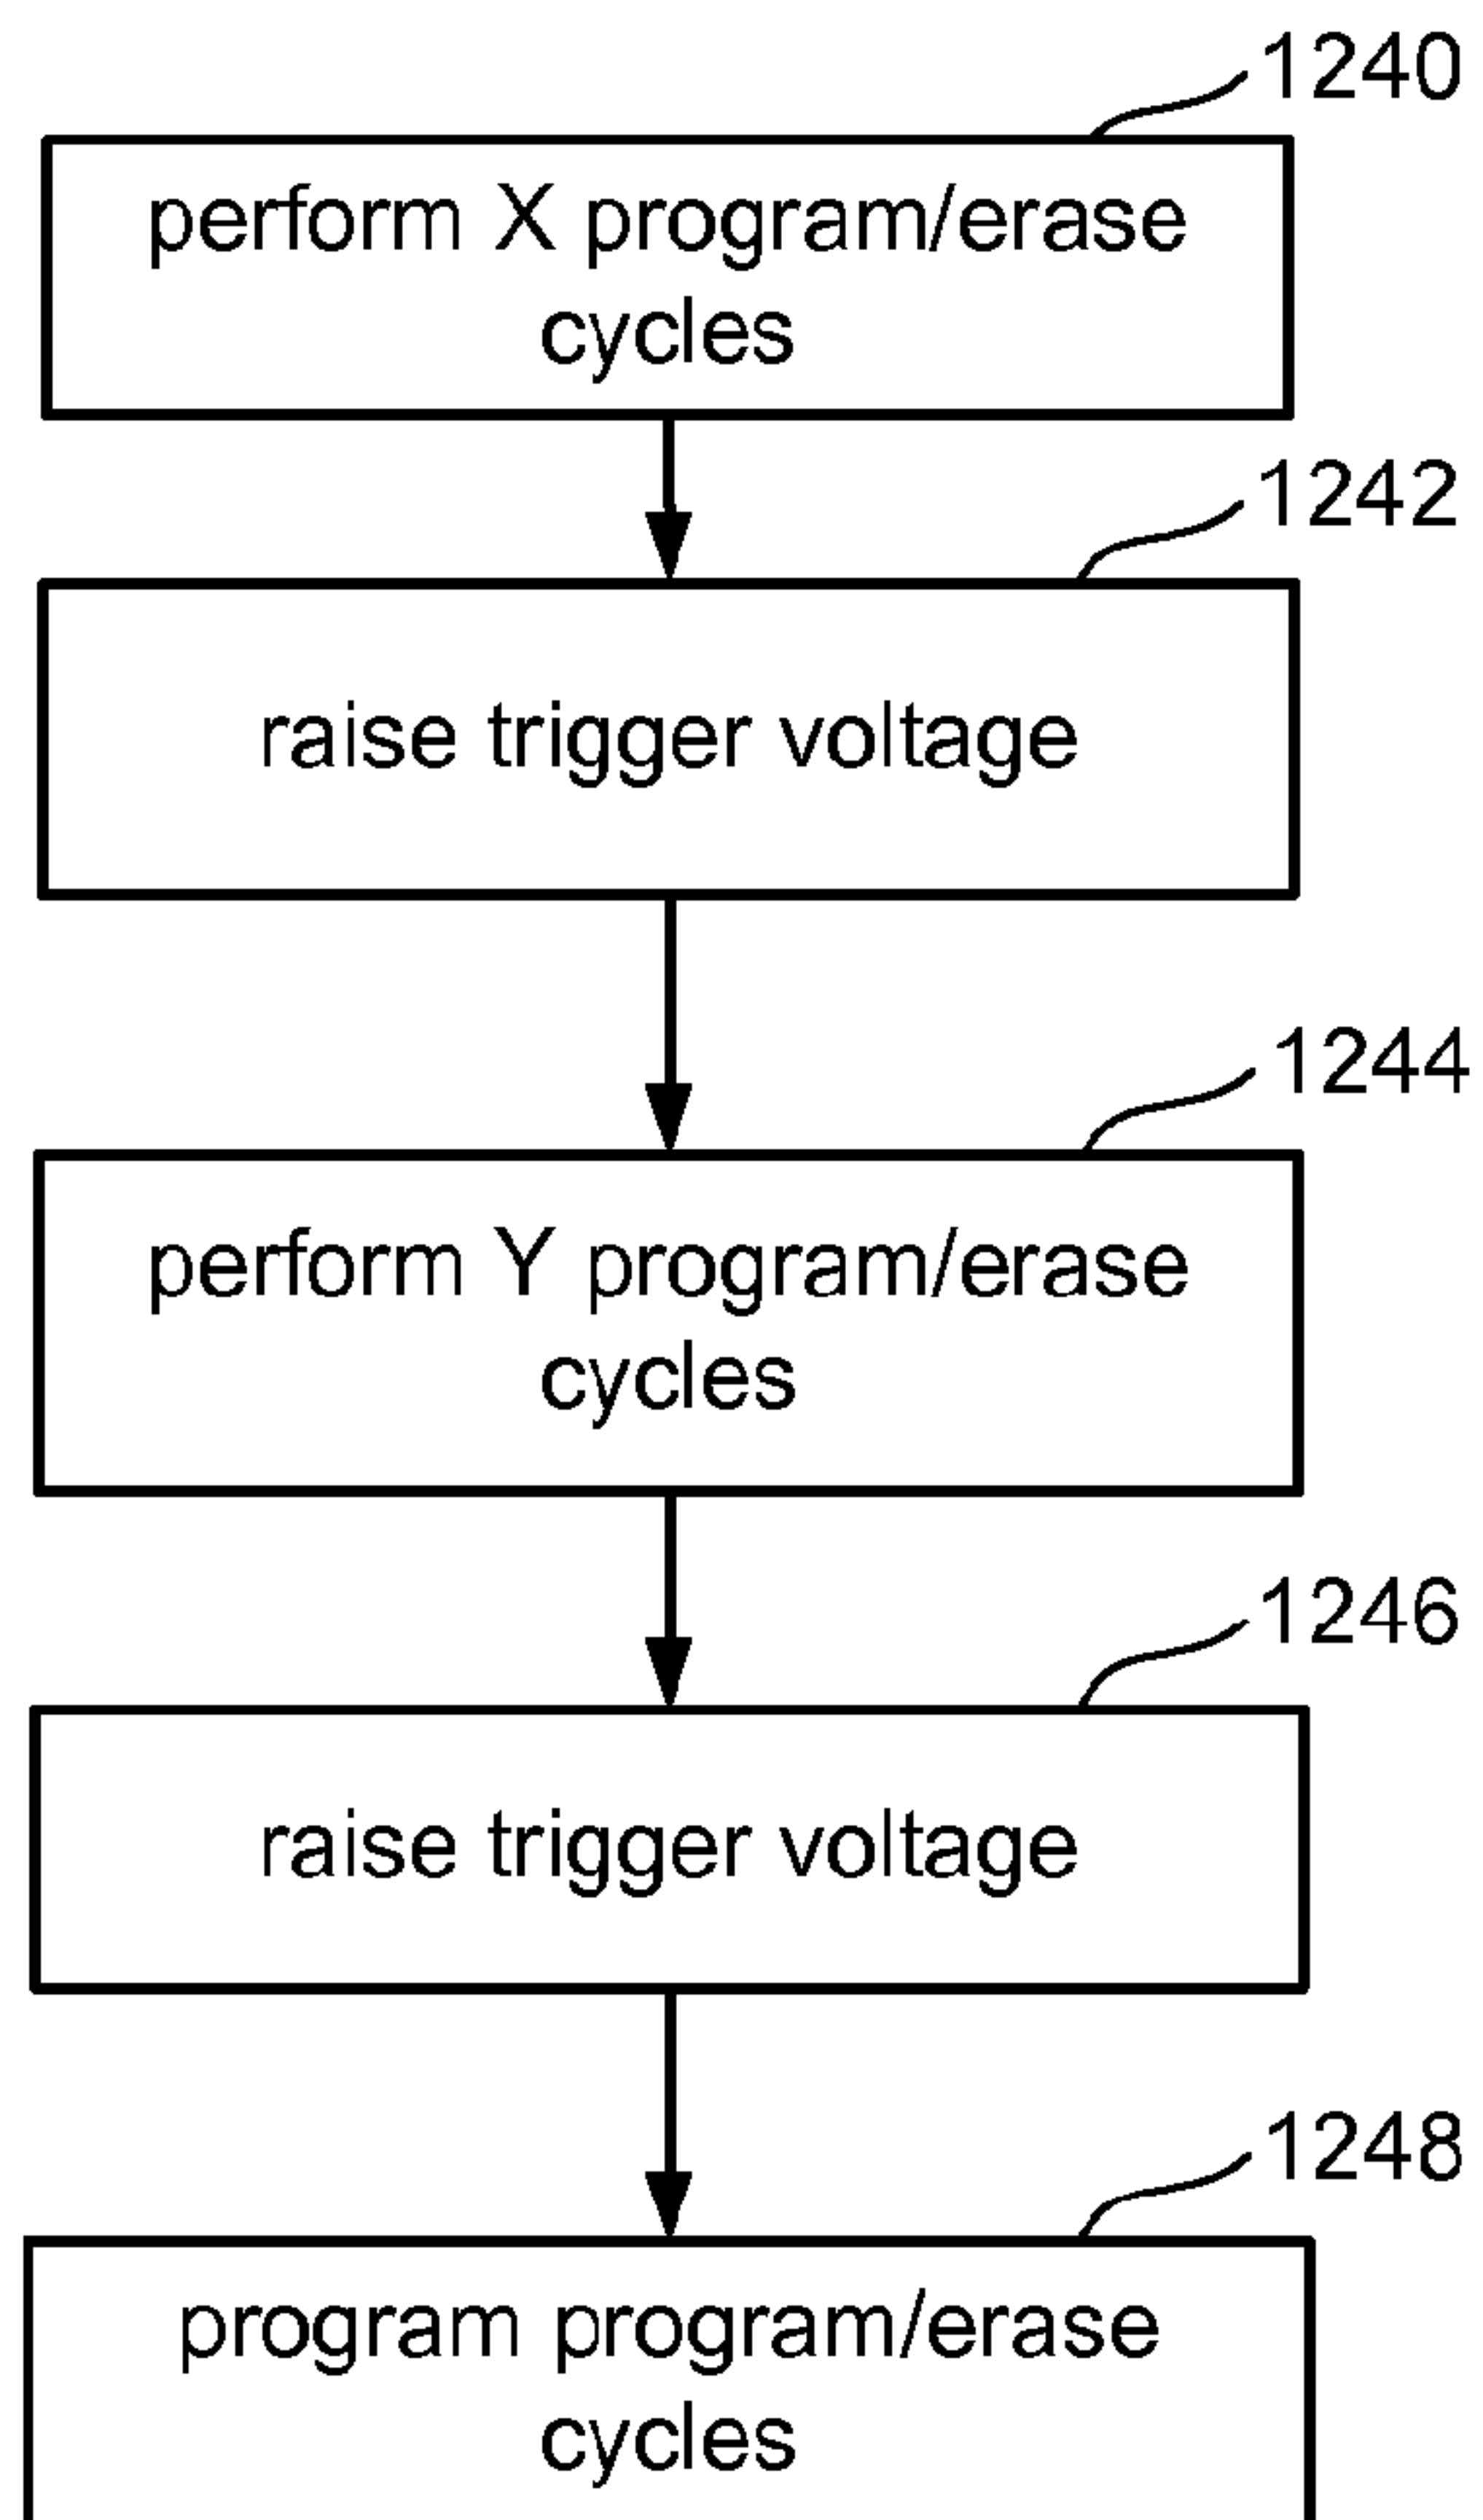 1240
perform X program/erase
cycles
1242
raise trigger voltage
1244
perform Y program/erase
cycles
1246
raise trigger voltage
1248
program program/erase
cycles